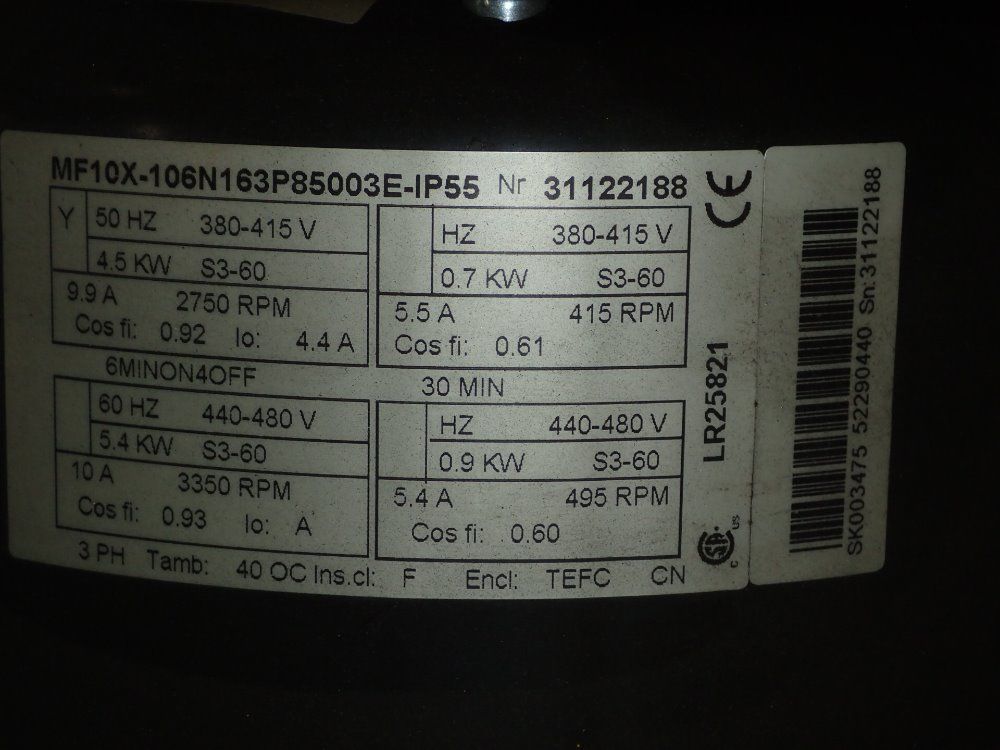 MF10X-106N163P85003E-IP55 Nr 31122188
Y 50 HZ 380-415 V
4.5 KW S3-60
9.9 A 2750 RPM
Cos fi: 0.92 Io: 4.4 A
HZ 380-415 V
0.7 KW S3-60
5.5 A 415 RPM
Cos fi: 0.61
6MINON4OFF 30 MIN
60 HZ 440-480 V
5.4 KW S3-60
10 A 3350 RPM
Cos fi: 0.93 Io: A
HZ 440-480 V
0.9 KW S3-60
5.4 A 495 RPM
Cos fi: 0.60
3 PH Tamb: 40 OC Ins.cl: F Encl: TEFC CN
CE
LR25821
C SA US
SK003475 52290440 Sn:31122188